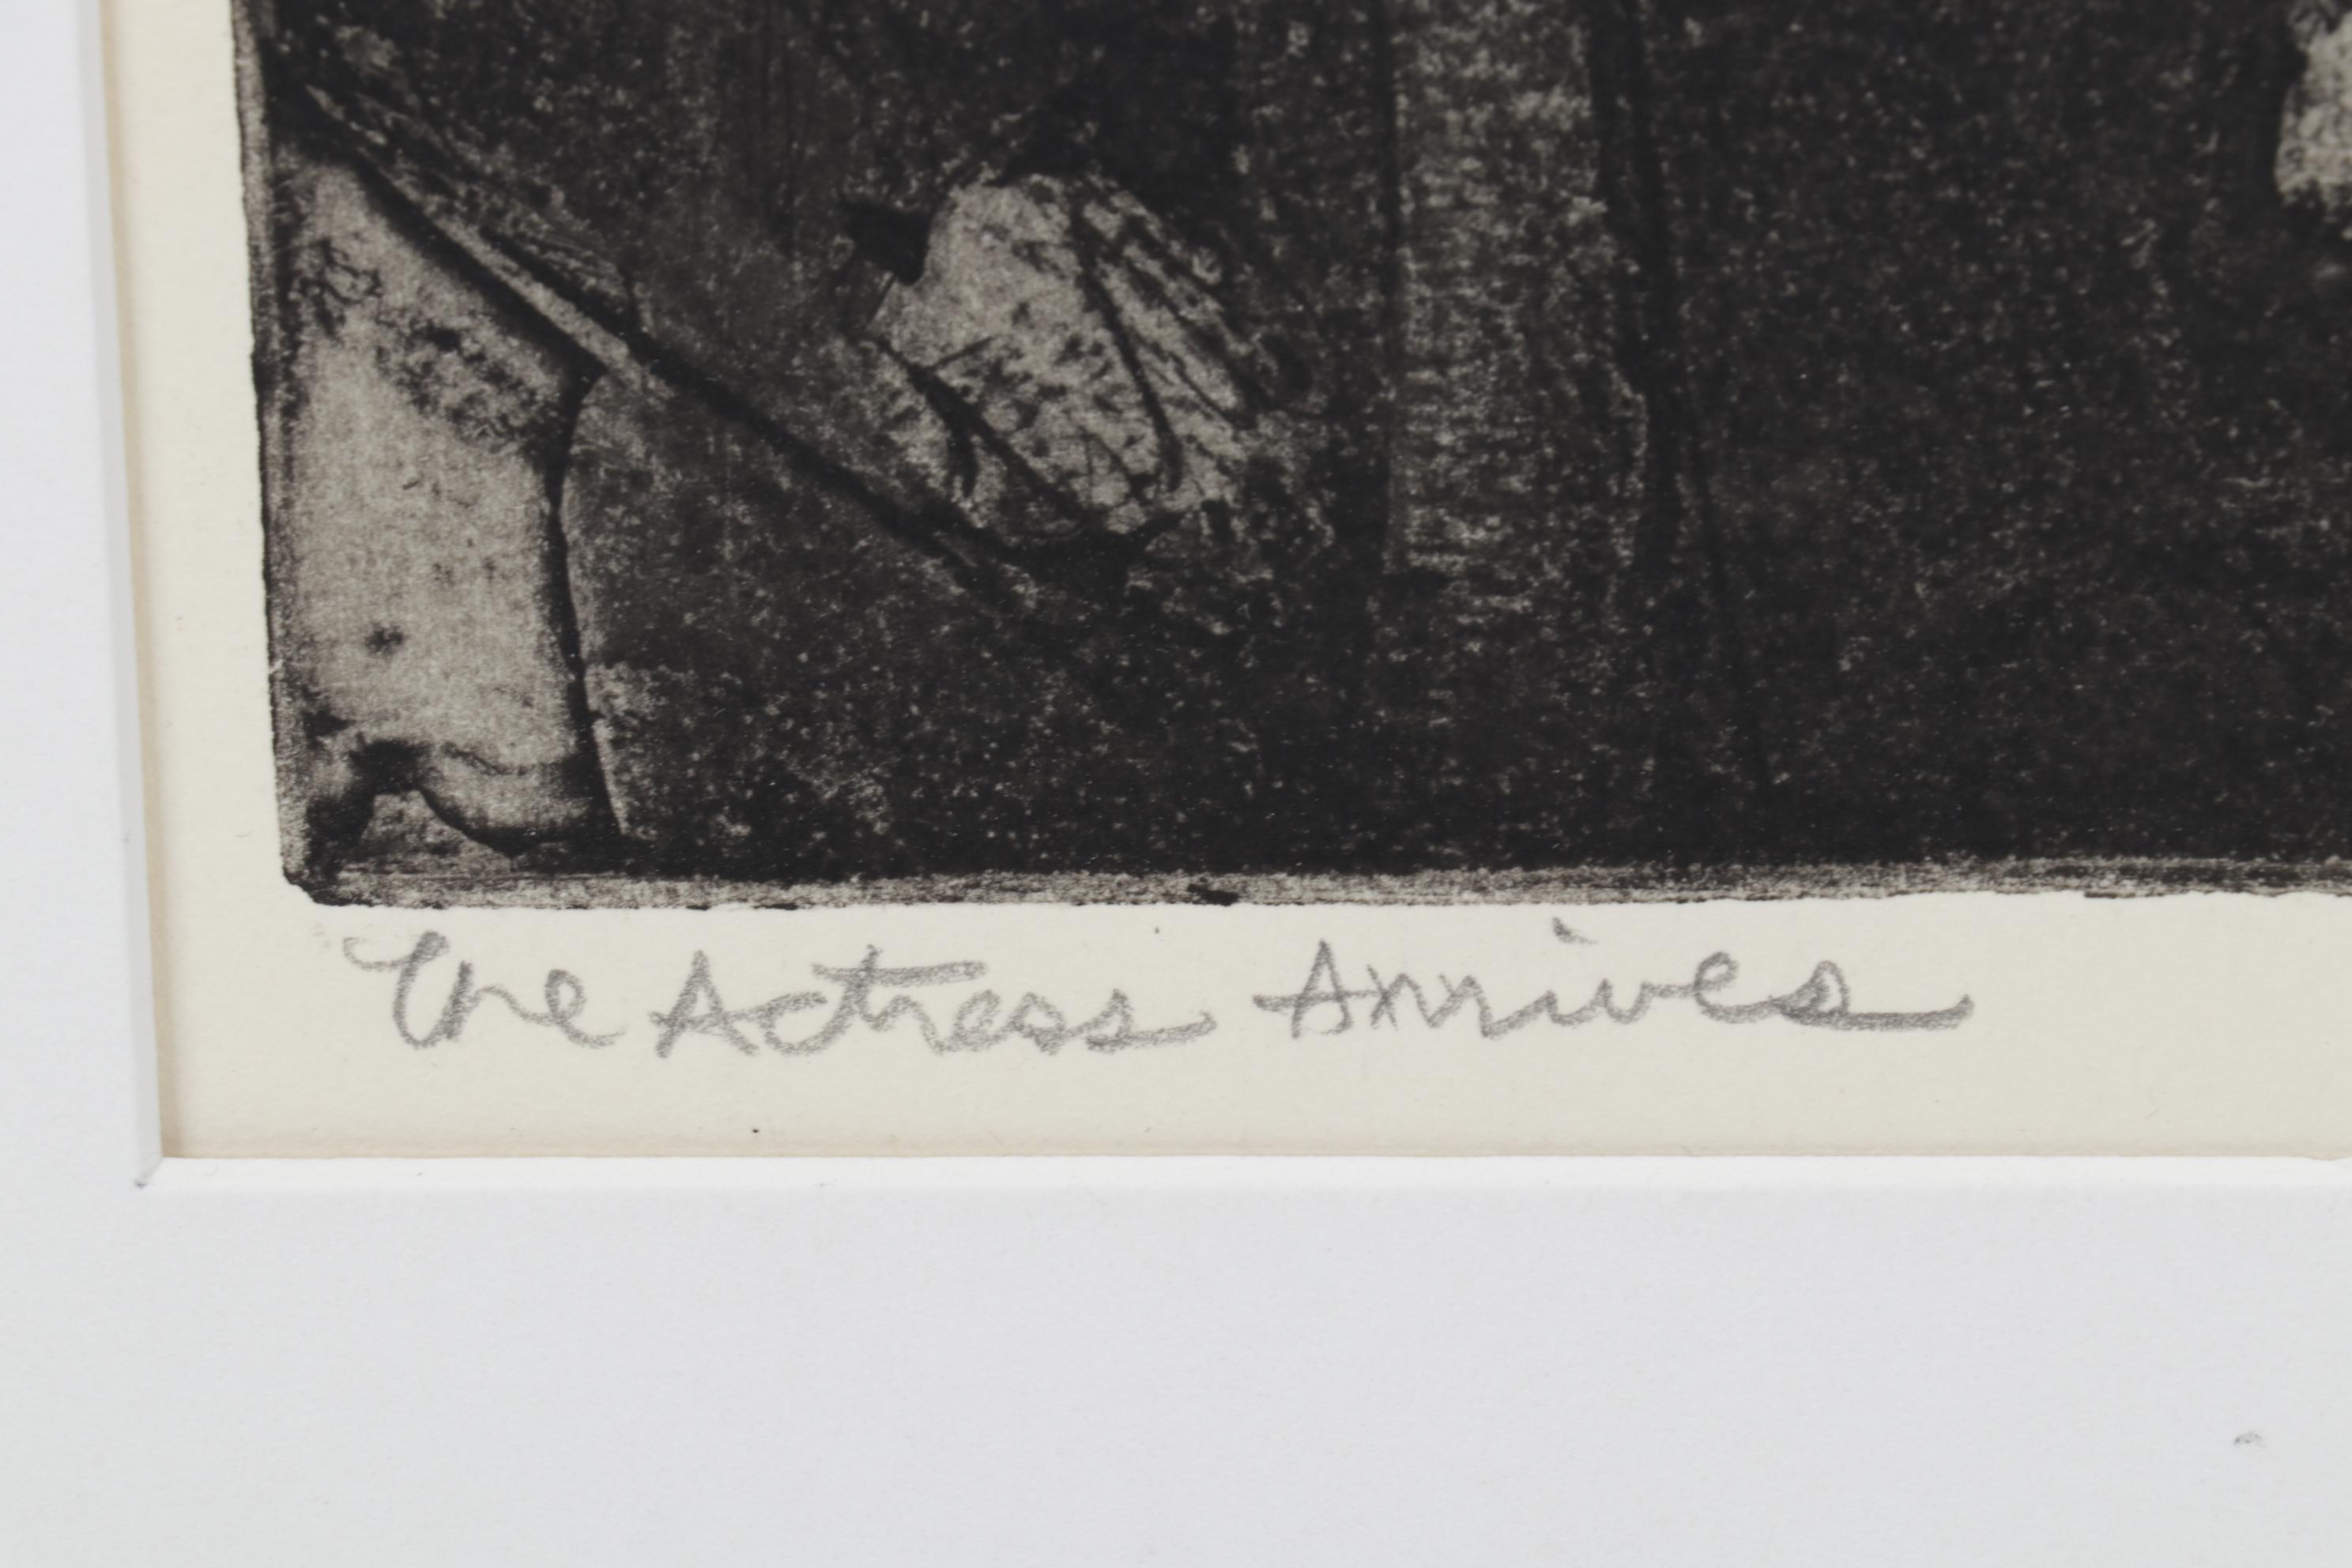 The Actress Arrives